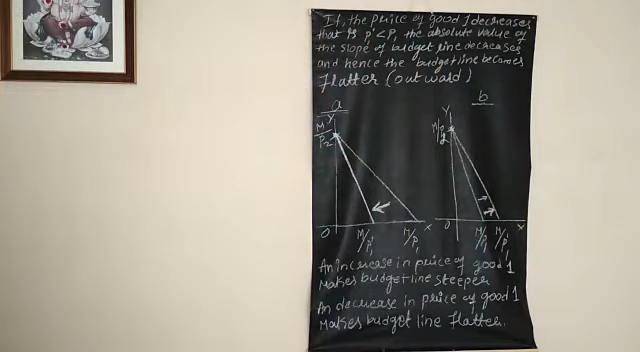 If, the price of good 1 decreases
that is p' < P, the absolute value of
the slope of budget line decreases
and hence the budget line becomes
Flatter (outward)
a
b
Y
Y
M/P2
M/P2
O
M/P'1
M/P1
X
O
M/P1
M/P'1
X
An increase in price of good 1
Makes budget line steeper
An decrease in price of good 1
Makes budget line flatter.